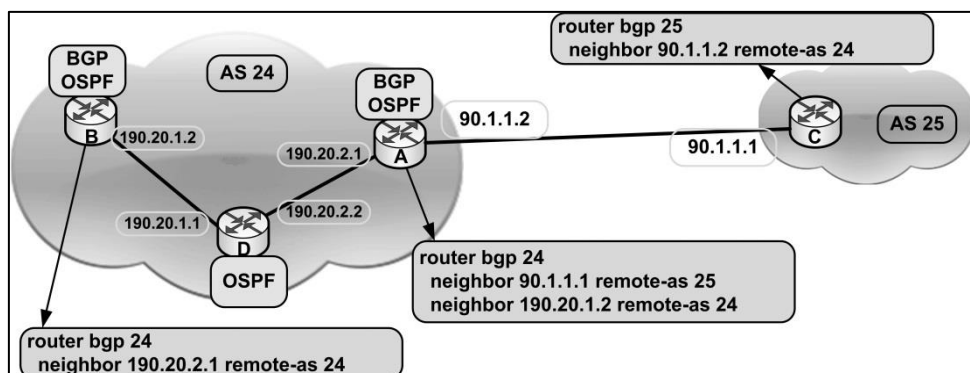 router bgp 25
neighbor 90.1.1.2 remote-as 24
BGP
OSPF
AS 24
BGP
OSPF
B
190.20.1.2
190.20.2.1
A
90.1.1.2
90.1.1.1
C
AS 25
190.20.1.1
D
190.20.2.2
OSPF
router bgp 24
neighbor 90.1.1.1 remote-as 25
neighbor 190.20.1.2 remote-as 24
router bgp 24
neighbor 190.20.2.1 remote-as 24